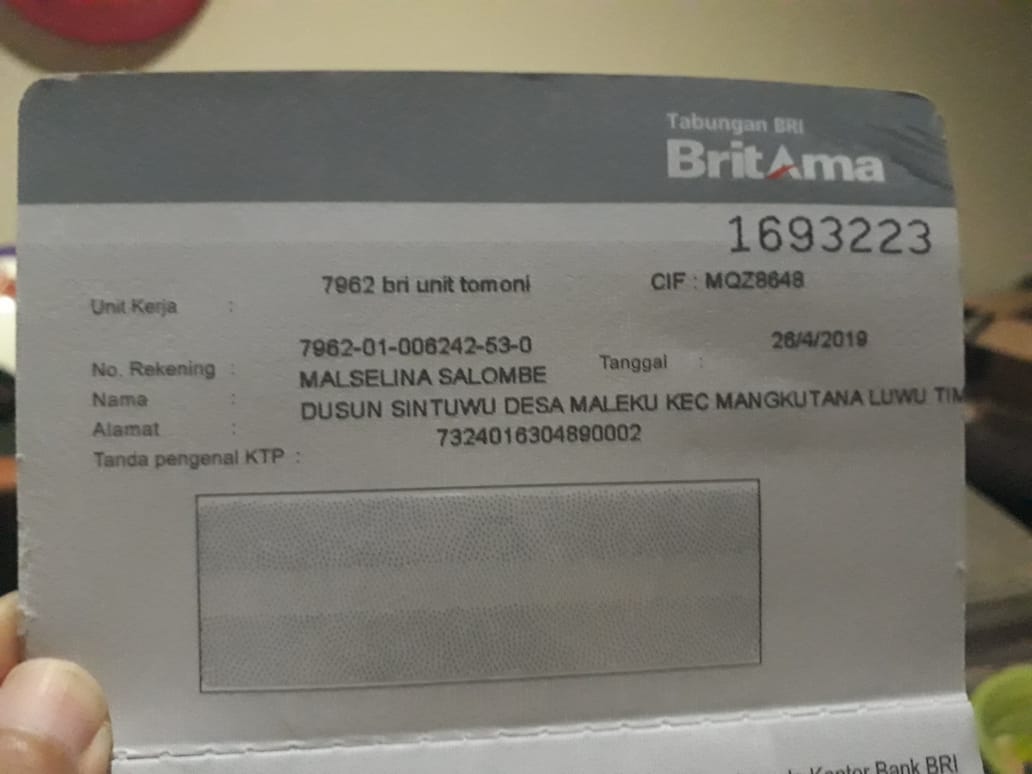 Tabungan BRI
BritAma
1693223
Unit Kerja : 7962 bri unit tomoni CIF : MQZ8648
No. Rekening : 7962-01-006242-53-0 Tanggal : 26/4/2019
Nama : MALSELINA SALOMBE
Alamat : DUSUN SINTUWU DESA MALEKU KEC MANGKUTANA LUWU TIM
Tanda pengenal KTP : 7324016304890002
Kantor Bank BRI